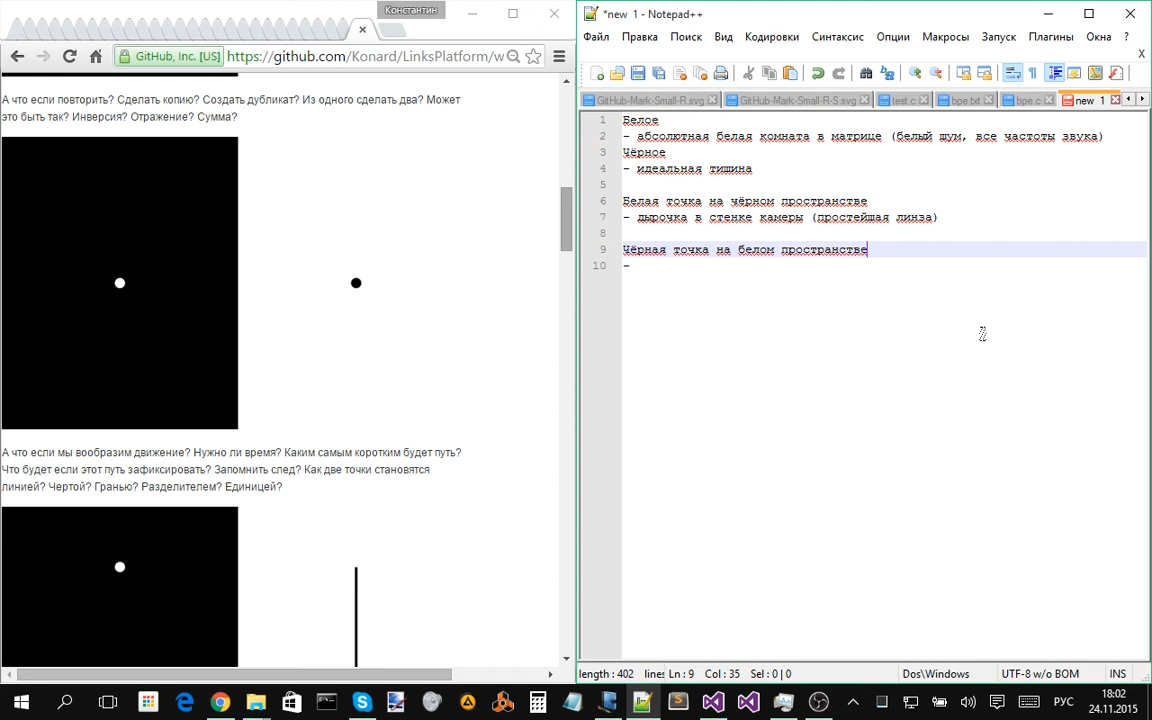 Константин
GitHub, Inc. [US]
https://github.com/Konard/LinksPlatform/w
А что если повторить? Сделать копию? Создать дубликат? Из одного сделать два? Может
это быть так? Инверсия? Отражение? Сумма?
А что если мы вообразим движение? Нужно ли время? Каким самым коротким будет путь?
Что будет если этот путь зафиксировать? Запомнить след? Как две точки становятся
линией? Чертой? Гранью? Разделителем? Единицей?
*new 1 - Notepad++
Файл Правка Поиск Вид Кодировки Синтаксис Опции Макросы Запуск Плагины Окна ?
X
GitHub-Mark-Small-R.svg GitHub-Mark-Small-R-S.svg test.c bpe.txt bpe.c new 1
1 Белое
2 - абсолютная белая комната в матрице (белый шум, все частоты звука)
3 Чёрное
4 - идеальная тишина
5
6 Белая точка на чёрном пространстве
7 - дырочка в стенке камеры (простейшая линза)
8
9 Чёрная точка на белом пространстве
10 -
length : 402 lines Ln : 9 Col : 35 Sel : 0 | 0 Dos\Windows UTF-8 w/o BOM INS
РУС
18:02
24.11.2015